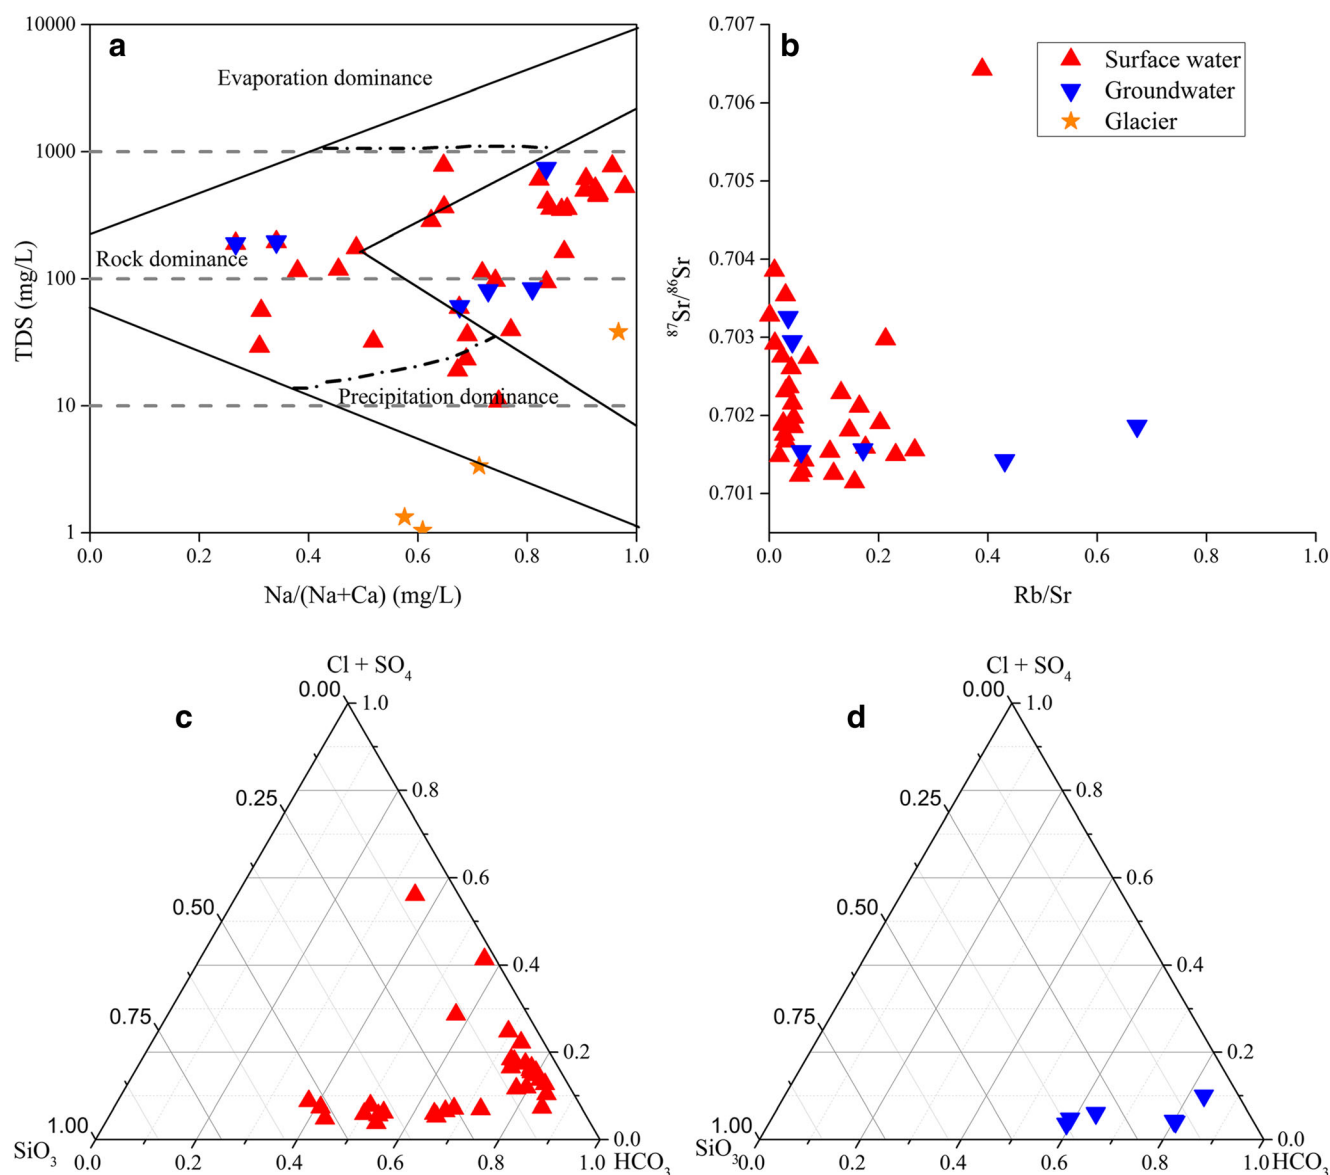 a
10000
1000
100
10
1
TDS (mg/L)
Evaporation dominance
Rock dominance
Precipitation dominance
0.0 0.2 0.4 0.6 0.8 1.0
Na/(Na+Ca) (mg/L)
b
Surface water
Groundwater
Glacier
0.707
0.706
0.705
0.704
0.703
0.702
0.701
⁸⁷Sr/⁸⁶Sr
0.0 0.2 0.4 0.6 0.8 1.0
Rb/Sr
c
Cl + SO₄
0.00 1.0
0.8
0.25
0.6
0.50
0.4
0.75
0.2
1.00 0.0
SiO₃ HCO₃
0.0 0.2 0.4 0.6 0.8 1.0
d
Cl + SO₄
0.00 1.0
0.8
0.25
0.6
0.50
0.4
0.75
0.2
1.00 0.0
SiO₃ HCO₃
0.0 0.2 0.4 0.6 0.8 1.0